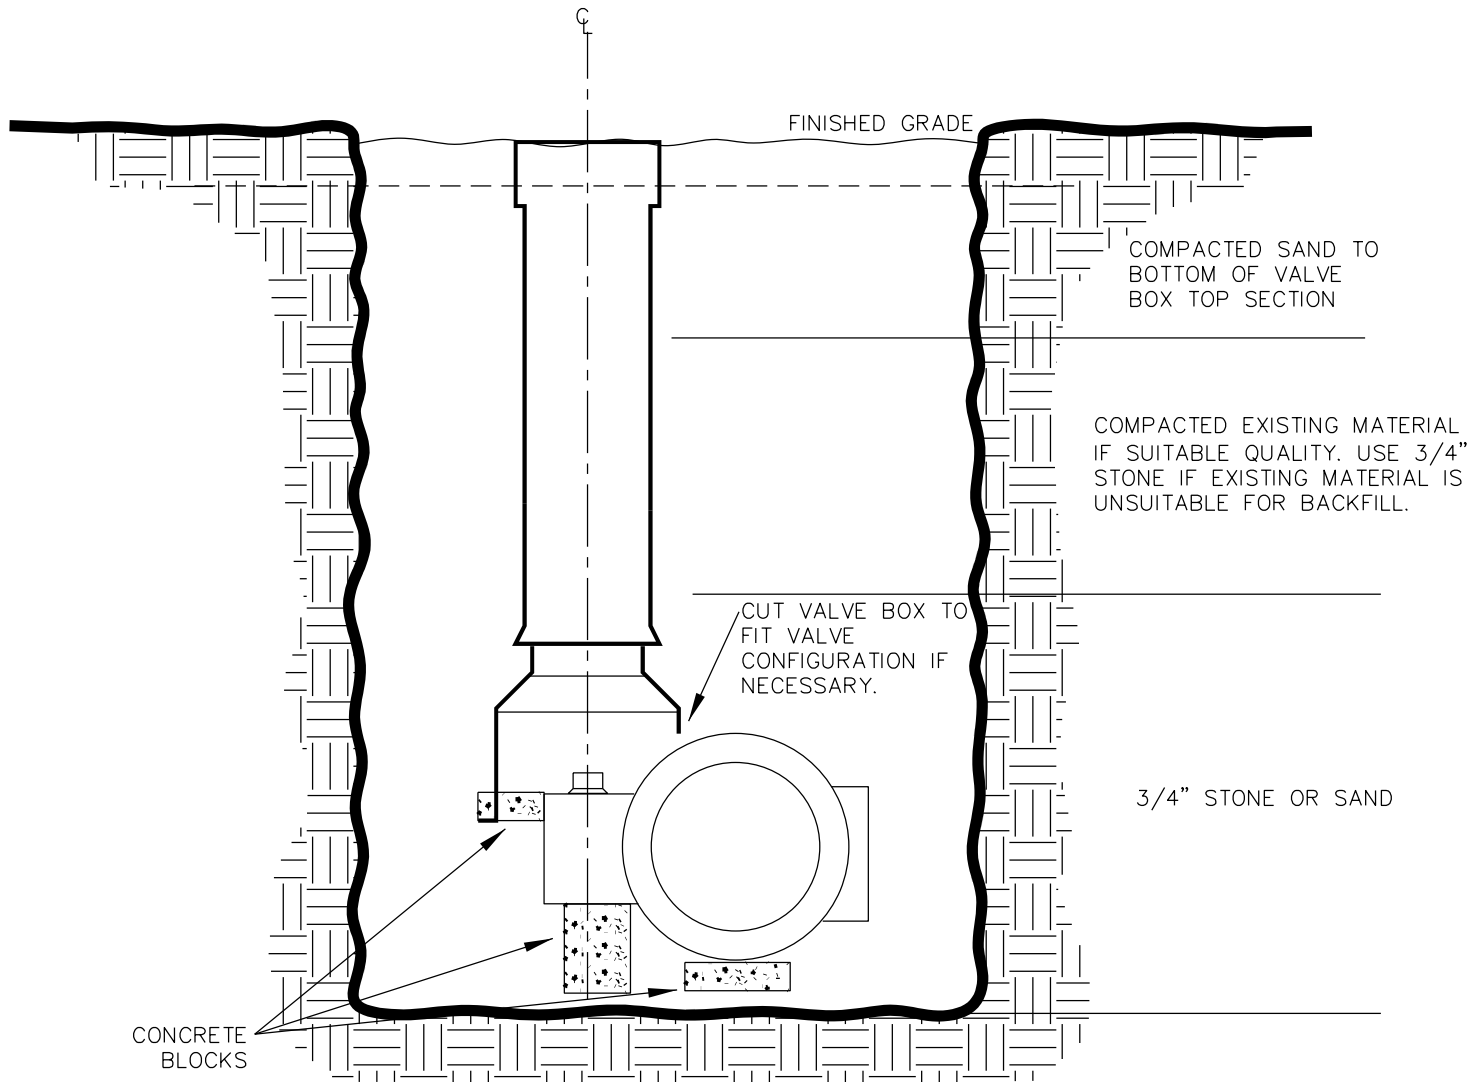 ℄
FINISHED GRADE
COMPACTED SAND TO
BOTTOM OF VALVE
BOX TOP SECTION
COMPACTED EXISTING MATERIAL
IF SUITABLE QUALITY. USE 3/4"
STONE IF EXISTING MATERIAL IS
UNSUITABLE FOR BACKFILL.
CUT VALVE BOX TO
FIT VALVE
CONFIGURATION IF
NECESSARY.
3/4" STONE OR SAND
CONCRETE
BLOCKS